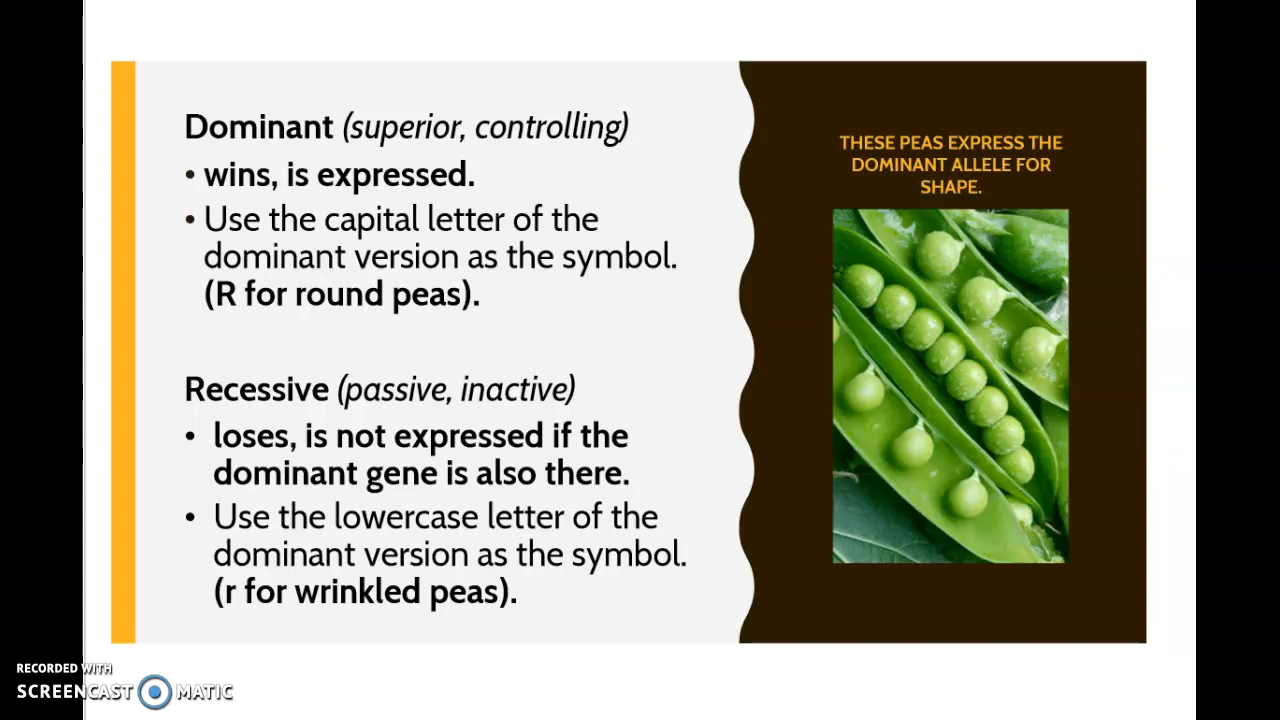 Dominant (superior, controlling)
• wins, is expressed.
• Use the capital letter of the
dominant version as the symbol.
(R for round peas).
Recessive (passive, inactive)
• loses, is not expressed if the
dominant gene is also there.
• Use the lowercase letter of the
dominant version as the symbol.
(r for wrinkled peas).
THESE PEAS EXPRESS THE
DOMINANT ALLELE FOR
SHAPE.
RECORDED WITH
SCREENCAST MATIC